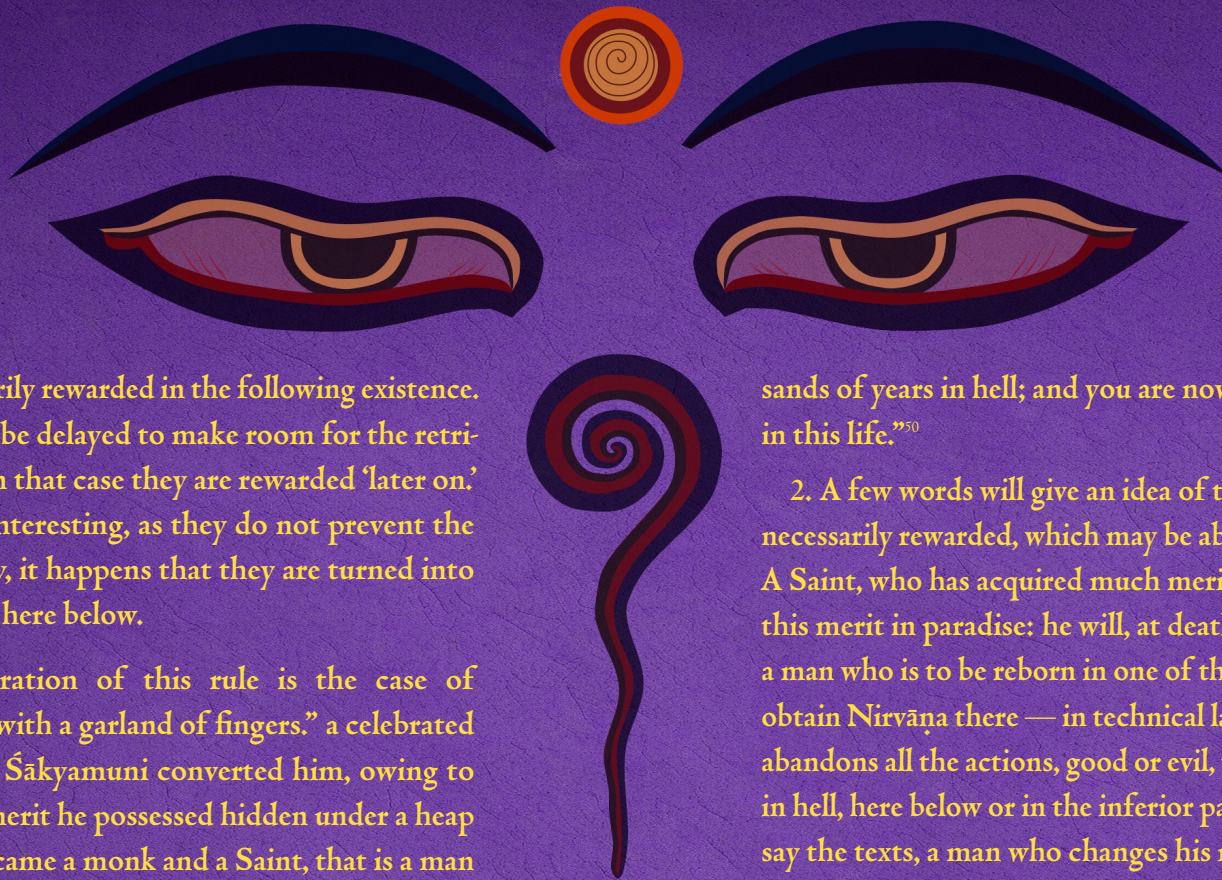 rily rewarded in the following existence.
be delayed to make room for the retri-
that case they are rewarded ‘later on.’
nteresting, as they do not prevent the
it happens that they are turned into
here below.
ration of this rule is the case of
with a garland of fingers.” a celebrated
Śākyamuni converted him, owing to
merit he possessed hidden under a heap
came a monk and a Saint, that is a man
sands of years in hell; and you are now
in this life.”50
2. A few words will give an idea of
necessarily rewarded, which may be ab
A Saint, who has acquired much meri
this merit in paradise: he will, at deat
a man who is to be reborn in one of th
obtain Nirvāṇa there — in technical la
abandons all the actions, good or evil,
in hell, here below or in the inferior pa
say the texts, a man who changes his